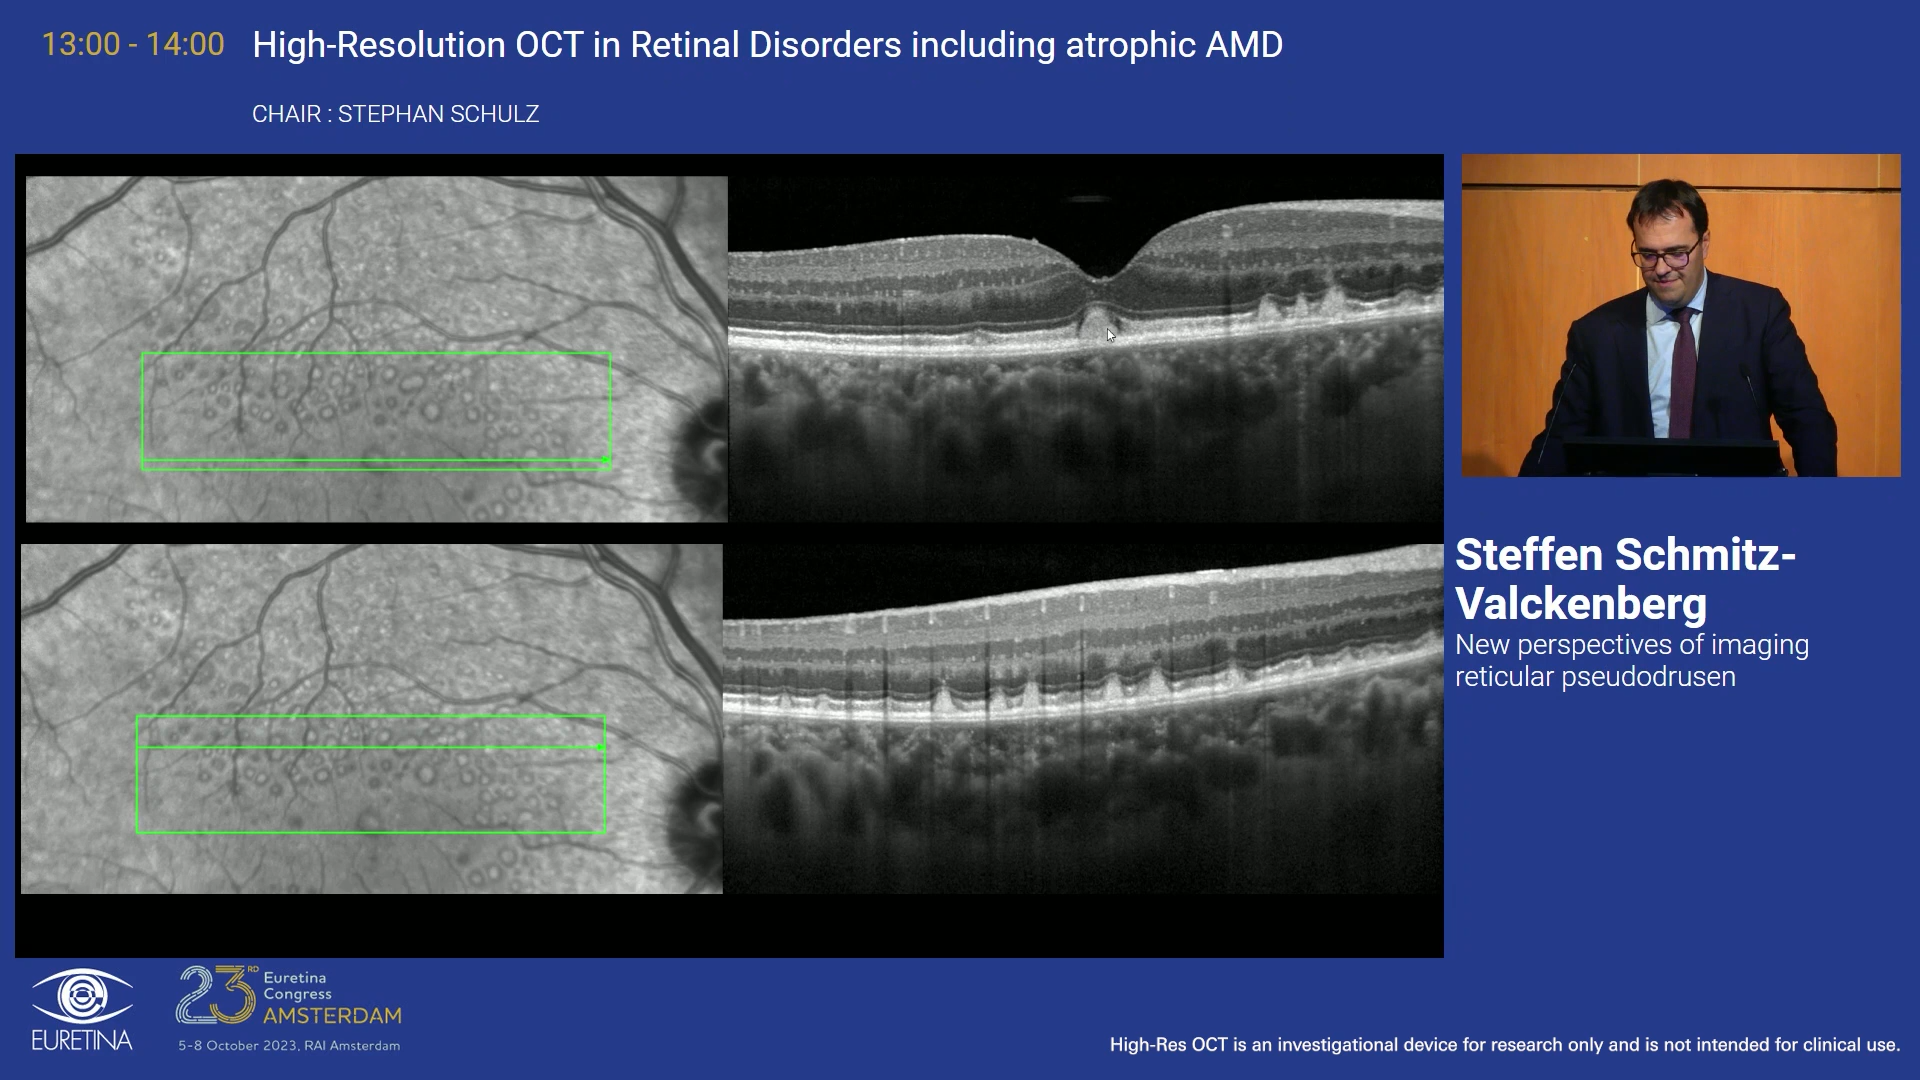 13:00 - 14:00 High-Resolution OCT in Retinal Disorders including atrophic AMD
CHAIR : STEPHAN SCHULZ
Steffen Schmitz-
Valckenberg
New perspectives of imaging
reticular pseudodrusen
EURETINA
23RD Euretina
Congress
AMSTERDAM
5-8 October 2023, RAI Amsterdam
High-Res OCT is an investigational device for research only and is not intended for clinical use.